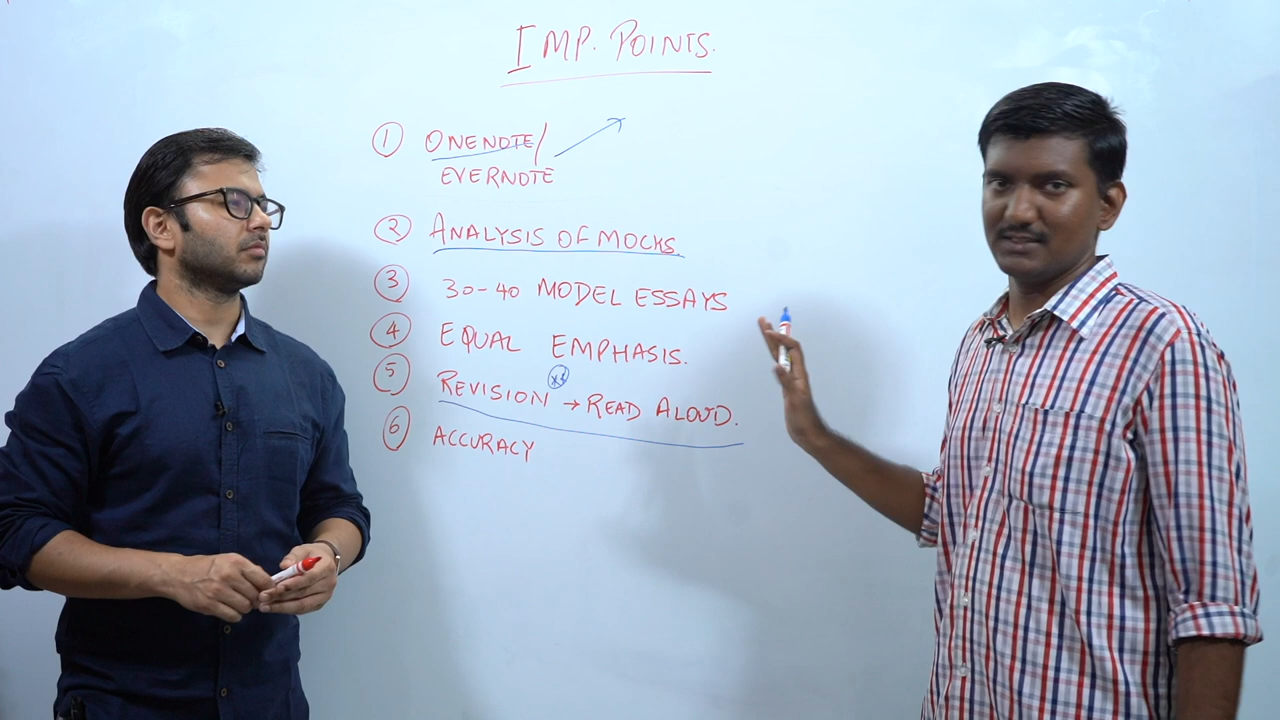 IMP. POINTS.
① ONENOTE/
EVERNOTE
② ANALYSIS OF MOCKS.
③ 30-40 MODEL ESSAYS
④ EQUAL EMPHASIS.
⑤ REVISION → READ ALOUD.
⑥ ACCURACY